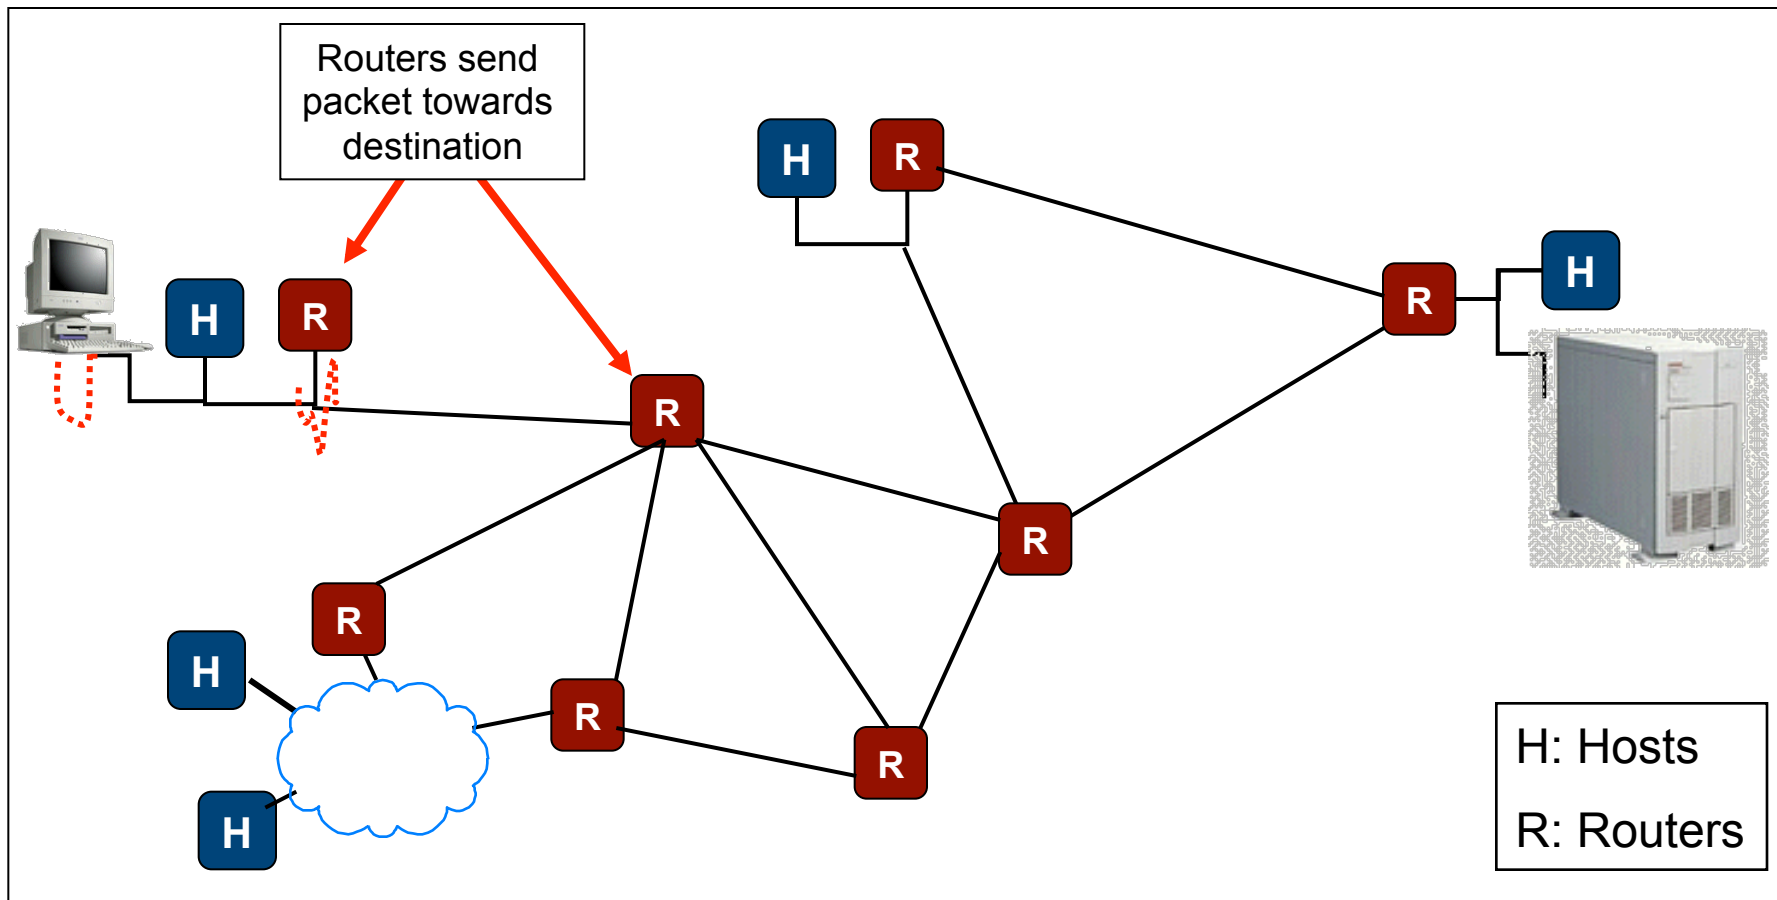 Routers send
packet towards
destination
H R
H
H R
R
R
R
R
H
R
R
H
H: Hosts
R: Routers